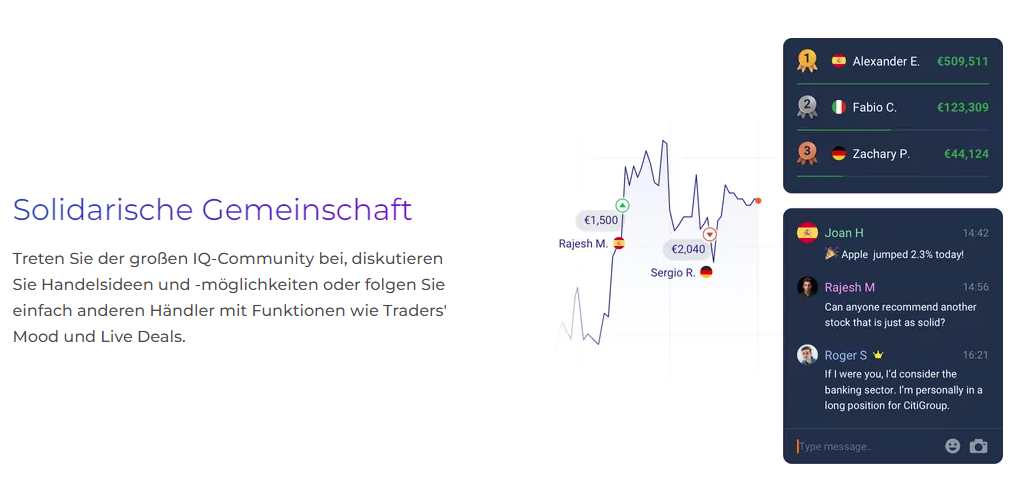 Solidarische Gemeinschaft
Treten Sie der großen IQ-Community bei, diskutieren
Sie Handelsideen und -möglichkeiten oder folgen Sie
einfach anderen Händler mit Funktionen wie Traders'
Mood und Live Deals.
€1,500
Rajesh M.
€2,040
Sergio R.
1 Alexander E. €509,511
2 Fabio C. €123,309
3 Zachary P. €44,124
Joan H 14:42
🎉 Apple jumped 2.3% today!
Rajesh M 14:56
Can anyone recommend another
stock that is just as solid?
Roger S 16:21
If I were you, I'd consider the
banking sector. I'm personally in a
long position for CitiGroup.
Type message..